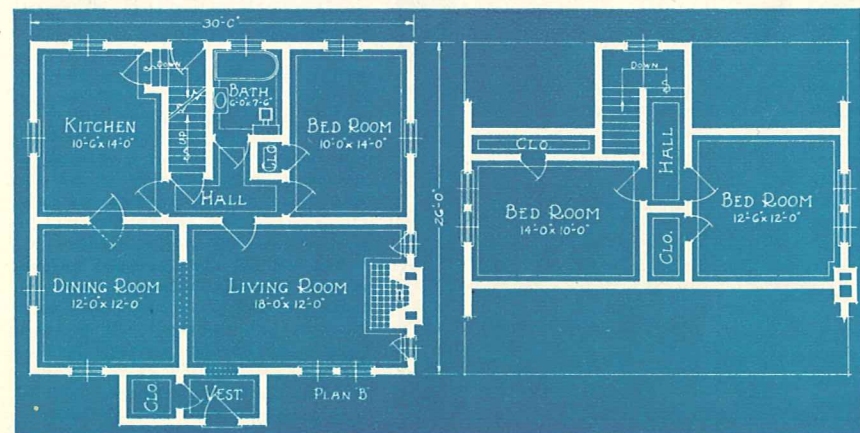 30'-0"
DOWN
BATH
6'-0" x 7'-6"
KITCHEN
10'-6" x 14'-0"
UP
BED ROOM
10'-0" x 14'-0"
CLO.
HALL
26'-0"
DINING ROOM
12'-0" x 12'-0"
LIVING ROOM
18'-0" x 12'-0"
CLO
VEST.
PLAN "B"
DOWN
CLO.
HALL
BED ROOM
14'-0" x 10'-0"
BED ROOM
12'-6" x 12'-0"
CLO.